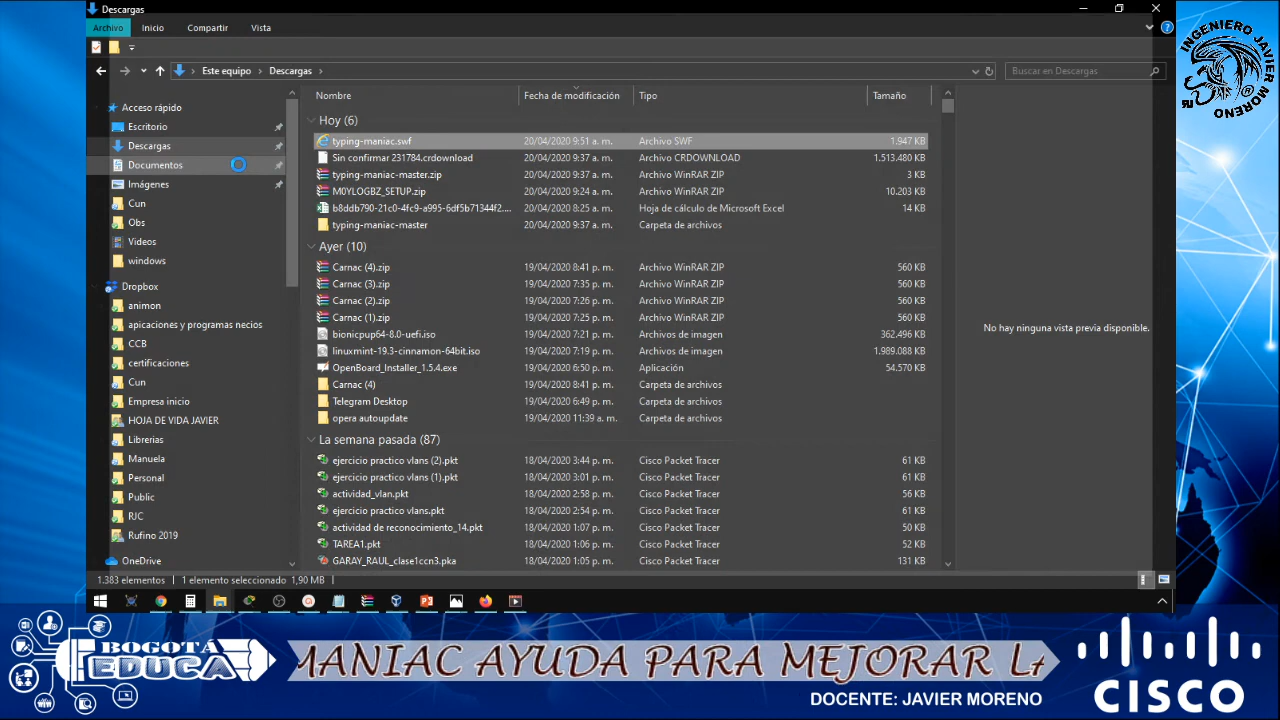 Descargas
Archivo Inicio Compartir Vista
Este equipo > Descargas >
Buscar en Descargas
Acceso rápido
Escritorio
Descargas
Documentos
Imágenes
Cun
Obs
Videos
windows
Dropbox
animon
apicaciones y programas necios
CCB
certificaciones
Cun
Empresa inicio
HOJA DE VIDA JAVIER
Librerias
Manuela
Personal
Public
RJC
Rufino 2019
OneDrive
Nombre Fecha de modificación Tipo Tamaño
Hoy (6)
typing-maniac.swf 20/04/2020 9:51 a. m. Archivo SWF 1.947 KB
Sin confirmar 231784.crdownload 20/04/2020 9:37 a. m. Archivo CRDOWNLOAD 1.513.480 KB
typing-maniac-master.zip 20/04/2020 9:37 a. m. Archivo WinRAR ZIP 3 KB
M0YLOGBZ_SETUP.zip 20/04/2020 9:24 a. m. Archivo WinRAR ZIP 10.203 KB
b8ddb790-21c0-4fc9-a995-6df5b71344f2.... 20/04/2020 8:25 a. m. Hoja de cálculo de Microsoft Excel 14 KB
typing-maniac-master 20/04/2020 9:37 a. m. Carpeta de archivos
Ayer (10)
Carnac (4).zip 19/04/2020 8:41 p. m. Archivo WinRAR ZIP 560 KB
Carnac (3).zip 19/04/2020 7:35 p. m. Archivo WinRAR ZIP 560 KB
Carnac (2).zip 19/04/2020 7:26 p. m. Archivo WinRAR ZIP 560 KB
Carnac (1).zip 19/04/2020 7:25 p. m. Archivo WinRAR ZIP 560 KB
bionicpup64-8.0-uefi.iso 19/04/2020 7:21 p. m. Archivos de imagen 362.496 KB
linuxmint-19.3-cinnamon-64bit.iso 19/04/2020 7:19 p. m. Archivos de imagen 1.989.088 KB
OpenBoard_Installer_1.5.4.exe 19/04/2020 6:50 p. m. Aplicación 54.570 KB
Carnac (4) 19/04/2020 8:41 p. m. Carpeta de archivos
Telegram Desktop 19/04/2020 6:49 p. m. Carpeta de archivos
opera autoupdate 19/04/2020 11:39 a. m. Carpeta de archivos
La semana pasada (87)
ejercicio practico vlans (2).pkt 18/04/2020 3:44 p. m. Cisco Packet Tracer 61 KB
ejercicio practico vlans (1).pkt 18/04/2020 3:01 p. m. Cisco Packet Tracer 61 KB
actividad_vlan.pkt 18/04/2020 2:58 p. m. Cisco Packet Tracer 56 KB
ejercicio practico vlans.pkt 18/04/2020 2:54 p. m. Cisco Packet Tracer 61 KB
actividad de reconocimiento_14.pkt 18/04/2020 1:07 p. m. Cisco Packet Tracer 50 KB
TAREA1.pkt 18/04/2020 1:06 p. m. Cisco Packet Tracer 52 KB
GARAY_RAUL_clase1ccn3.pka 18/04/2020 1:05 p. m. Cisco Packet Tracer 131 KB
No hay ninguna vista previa disponible.
1.383 elementos 1 elemento seleccionado 1,90 MB
INGENIERO JAVIER MORENO
BOGOTÁ
EDUCA
MANIAC AYUDA PARA MEJORAR LA
DOCENTE: JAVIER MORENO
CISCO